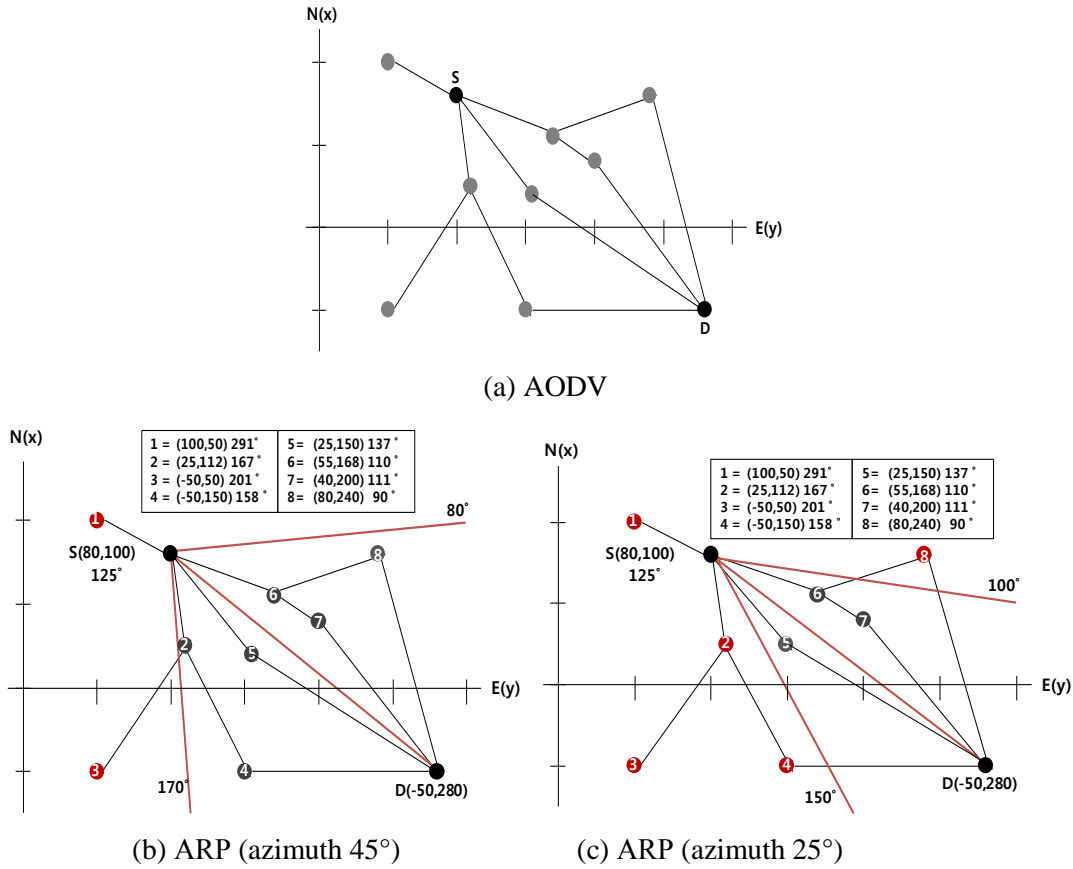 N(x)
S
E(y)
D
(a) AODV
N(x)
1 = (100,50) 291° 5= (25,150) 137°
2 = (25,112) 167° 6= (55,168) 110°
3 = (-50,50) 201° 7= (40,200) 111°
4 = (-50,150) 158° 8= (80,240) 90°
80°
1
S(80,100)
125°
8
6
7
2
5
E(y)
3
4
170°
D(-50,280)
(b) ARP (azimuth 45°)
N(x)
1 = (100,50) 291° 5= (25,150) 137°
2 = (25,112) 167° 6= (55,168) 110°
3 = (-50,50) 201° 7= (40,200) 111°
4 = (-50,150) 158° 8= (80,240) 90°
1
S(80,100)
125°
8
100°
6
7
2
5
E(y)
3
4
150°
D(-50,280)
(c) ARP (azimuth 25°)